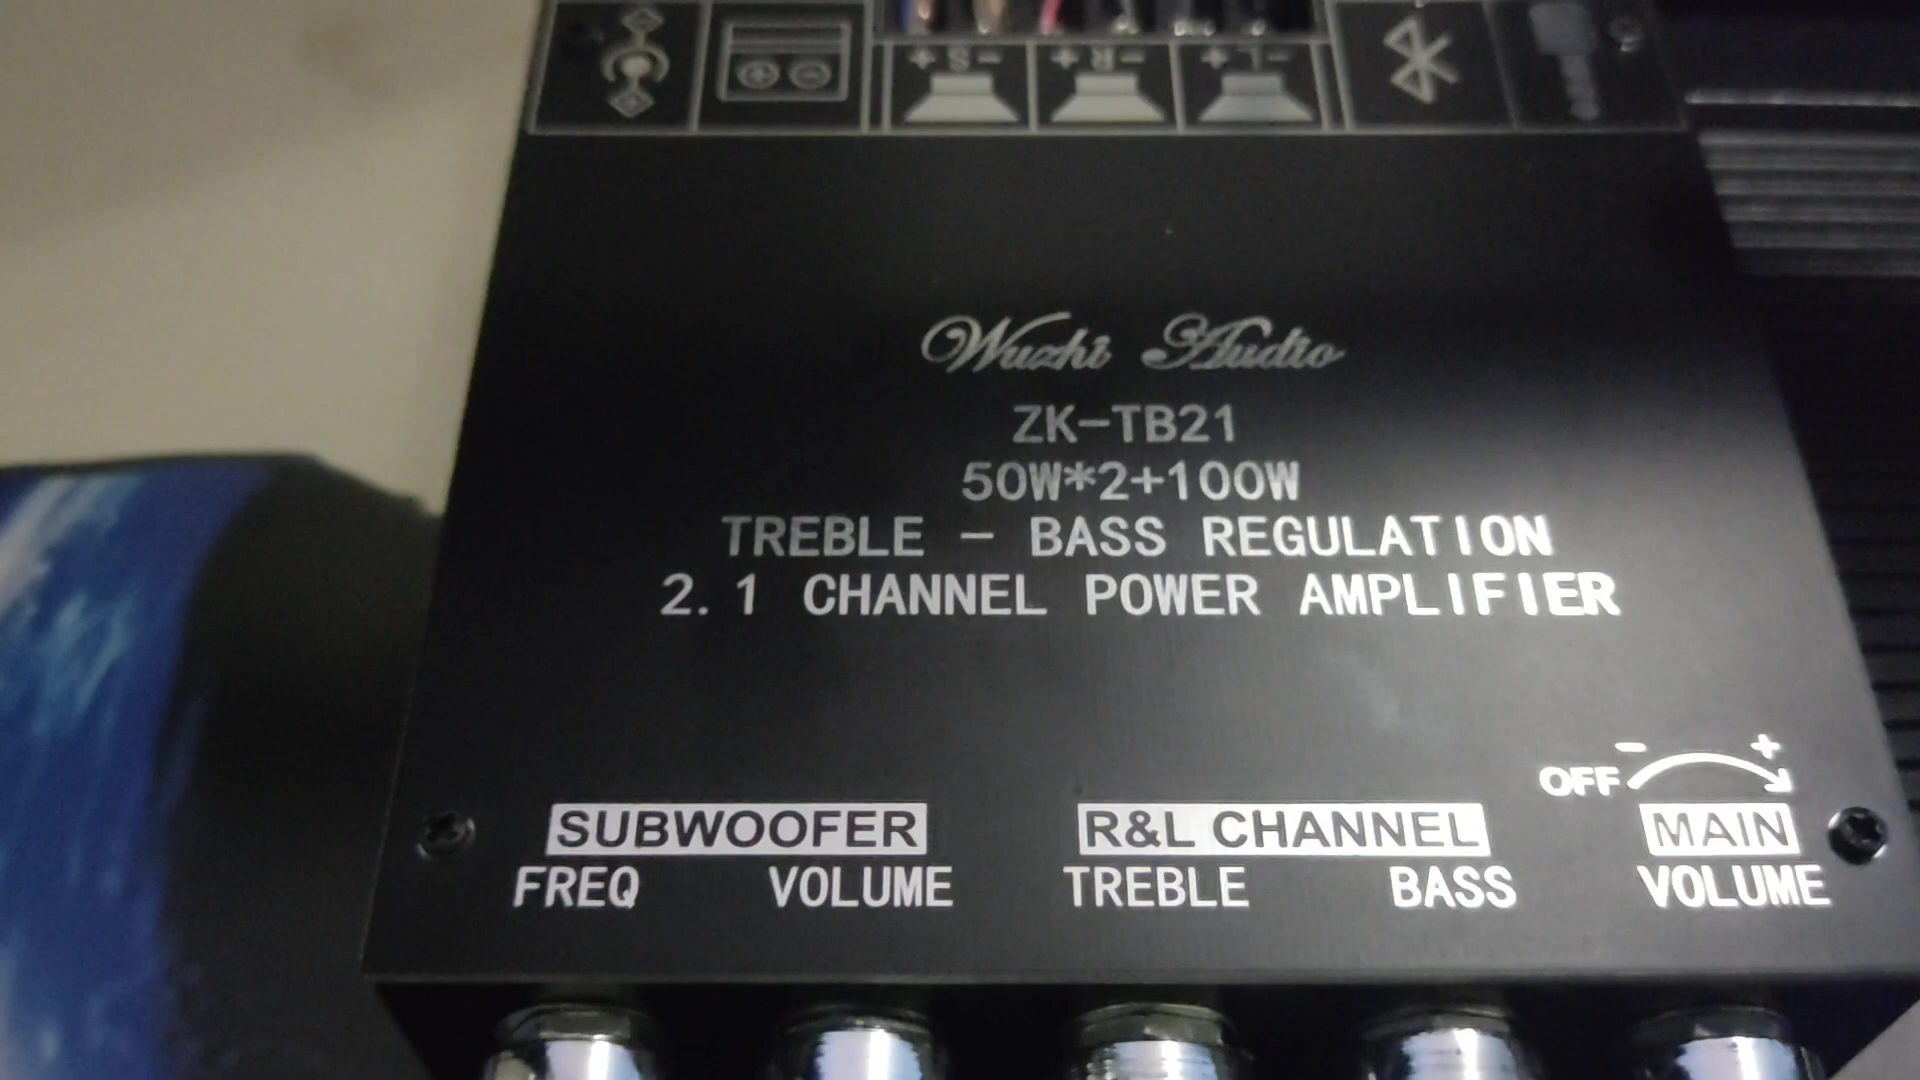 +S- +R- +L-
Wuzhi Audio
ZK-TB21
50W*2+100W
TREBLE - BASS REGULATION
2.1 CHANNEL POWER AMPLIFIER
- +
OFF
SUBWOOFER R&L CHANNEL MAIN
FREQ VOLUME TREBLE BASS VOLUME